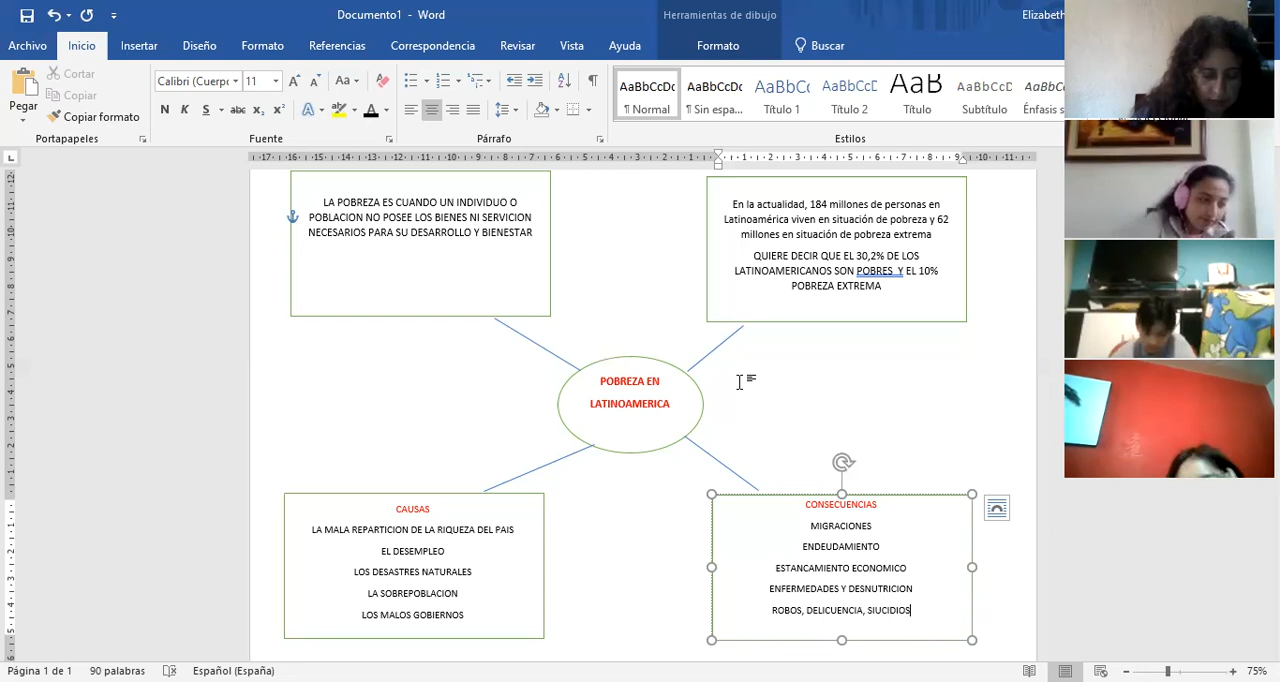 Documento1 - Word
Herramientas de dibujo
Elizabeth
Archivo Inicio Insertar Diseño Formato Referencias Correspondencia Revisar Vista Ayuda Formato Buscar
Pegar
Cortar
Copiar
Copiar formato
Calibri (Cuerpo 11
N K S abc x₂ x²
AaBbCcDc AaBbCcDc AaBbCc AaBbCcD AaB AaBbCcD
¶ Normal ¶ Sin espa... Título 1 Título 2 Título Subtítulo Énfasis s
Portapapeles Fuente Párrafo Estilos
LA POBREZA ES CUANDO UN INDIVIDUO O
POBLACION NO POSEE LOS BIENES NI SERVICION
NECESARIOS PARA SU DESARROLLO Y BIENESTAR
En la actualidad, 184 millones de personas en
Latinoamérica viven en situación de pobreza y 62
millones en situación de pobreza extrema
QUIERE DECIR QUE EL 30,2% DE LOS
LATINOAMERICANOS SON POBRES Y EL 10%
POBREZA EXTREMA
POBREZA EN
LATINOAMERICA
CAUSAS
LA MALA REPARTICION DE LA RIQUEZA DEL PAIS
EL DESEMPLEO
LOS DESASTRES NATURALES
LA SOBREPOBLACION
LOS MALOS GOBIERNOS
CONSECUENCIAS
MIGRACIONES
ENDEUDAMIENTO
ESTANCAMIENTO ECONOMICO
ENFERMEDADES Y DESNUTRICION
ROBOS, DELICUENCIA, SIUCIDIOS
Página 1 de 1 90 palabras Español (España) 75%